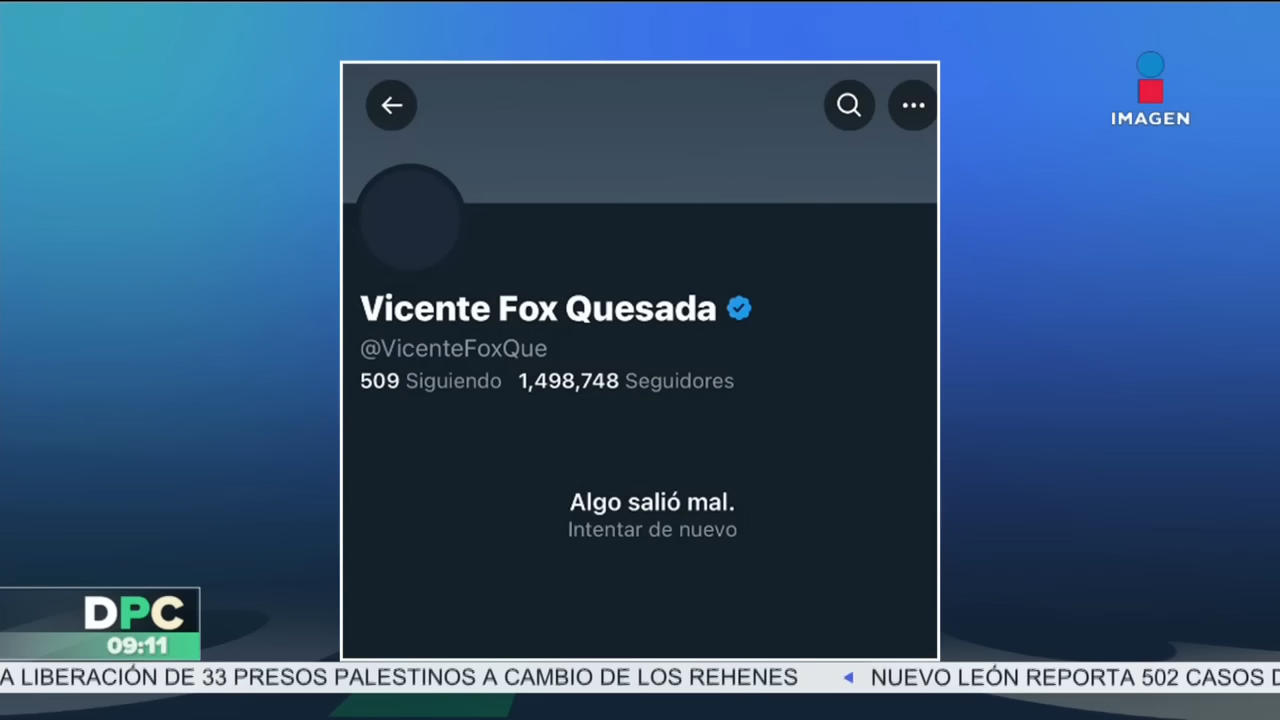 IMAGEN
Vicente Fox Quesada
@VicenteFoxQue
509 Siguiendo 1,498,748 Seguidores
Algo salió mal.
Intentar de nuevo
DPC
09:11
A LIBERACIÓN DE 33 PRESOS PALESTINOS A CAMBIO DE LOS REHENES NUEVO LEÓN REPORTA 502 CASOS D